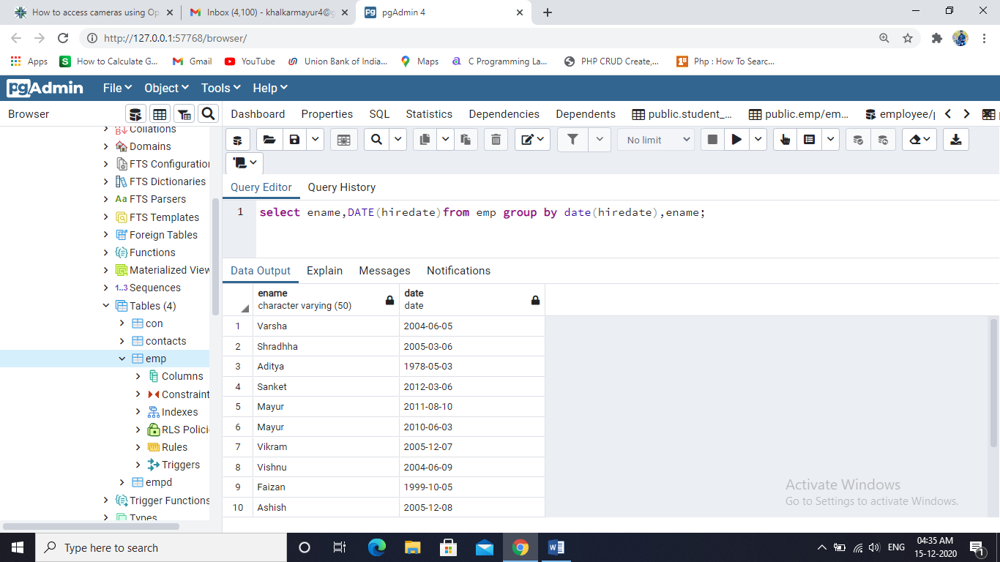 How to access cameras using Op
Inbox (4,100) - khalkarmayur4@g
pgAdmin 4
http://127.0.0.1:57768/browser/
Apps
How to Calculate G...
Gmail
YouTube
Union Bank of India...
Maps
C Programming La...
PHP CRUD Create,...
Php : How To Searc...
pgAdmin
File
Object
Tools
Help
Browser
Dashboard
Properties
SQL
Statistics
Dependencies
Dependents
public.student_...
public.emp/em...
employee/p
Collations
Domains
FTS Configuration
FTS Dictionaries
Aa FTS Parsers
FTS Templates
Foreign Tables
Functions
Materialized View
1..3 Sequences
Tables (4)
con
contacts
emp
Columns
Constraint
Indexes
RLS Polici
Rules
Triggers
empd
Trigger Functions
Types
No limit
Query Editor
Query History
1 select ename,DATE(hiredate)from emp group by date(hiredate),ename;
Data Output
Explain
Messages
Notifications
ename
character varying (50)
date
date
1 Varsha 2004-06-05
2 Shradhha 2005-03-06
3 Aditya 1978-05-03
4 Sanket 2012-03-06
5 Mayur 2011-08-10
6 Mayur 2010-06-03
7 Vikram 2005-12-07
8 Vishnu 2004-06-09
9 Faizan 1999-10-05
10 Ashish 2005-12-08
Activate Windows
Go to Settings to activate Windows.
Type here to search
ENG
04:35 AM
15-12-2020
1